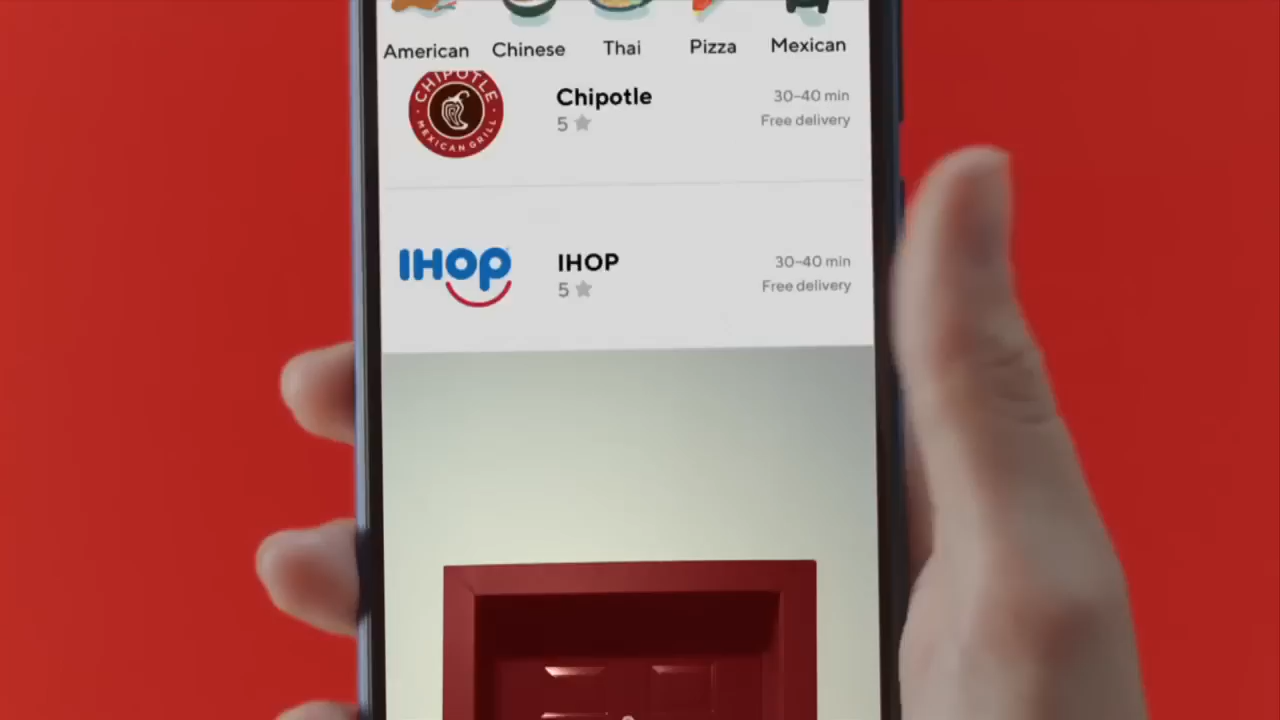 American Chinese Thai Pizza Mexican
CHIPOTLE
MEXICAN GRILL
Chipotle
5
30–40 min
Free delivery
IHOP
IHOP
5
30–40 min
Free delivery